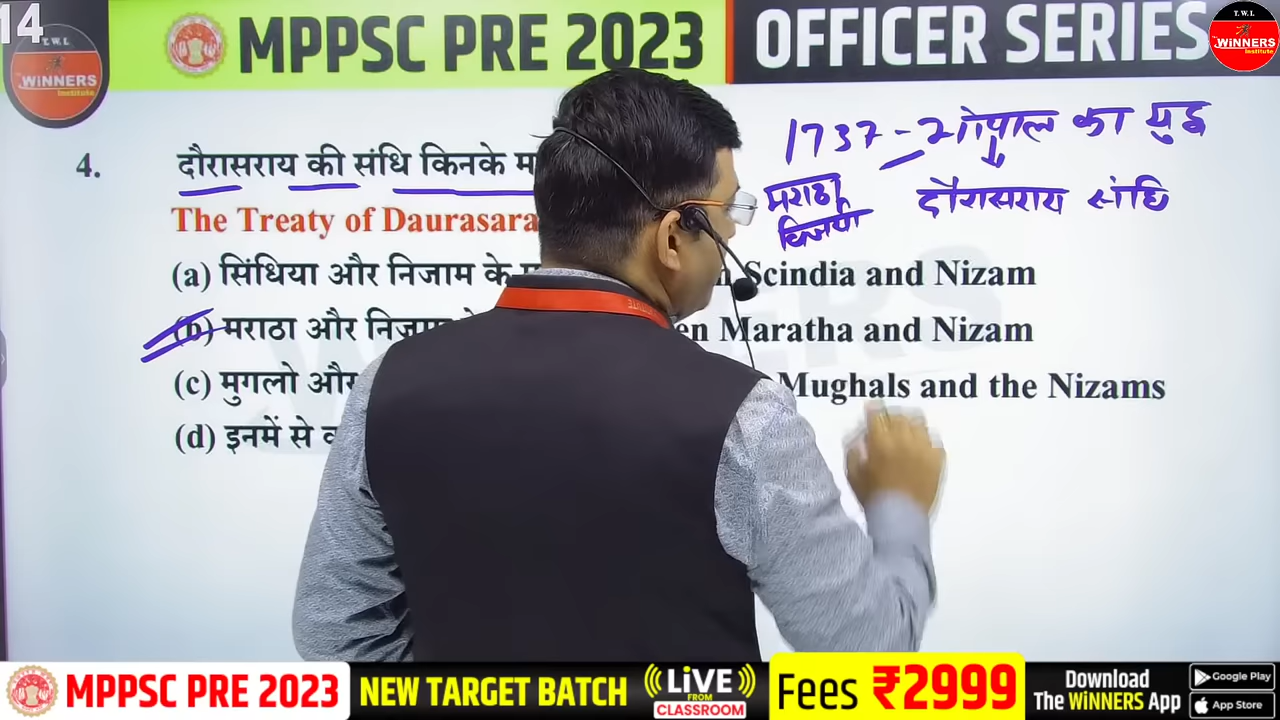 14
MPPSC PRE 2023
OFFICER SERIES
T.W.I.
WiNNERS
Institute
T.W.I.
WiNNERS
Institute
1737 - भोपाल का युद्ध
मराठा
विजयी
दौरासराय संधि
4. दौरासराय की संधि किनके
The Treaty of Daurasara
(a) सिंधिया और निजाम के Scindia and Nizam
(b) मराठा और निजाम Maratha and Nizam
(c) मुगलो और Mughals and the Nizams
(d) इनमें से
MPPSC PRE 2023 NEW TARGET BATCH LiVE FROM CLASSROOM Fees ₹2999 Download The WiNNERS App Google Play App Store